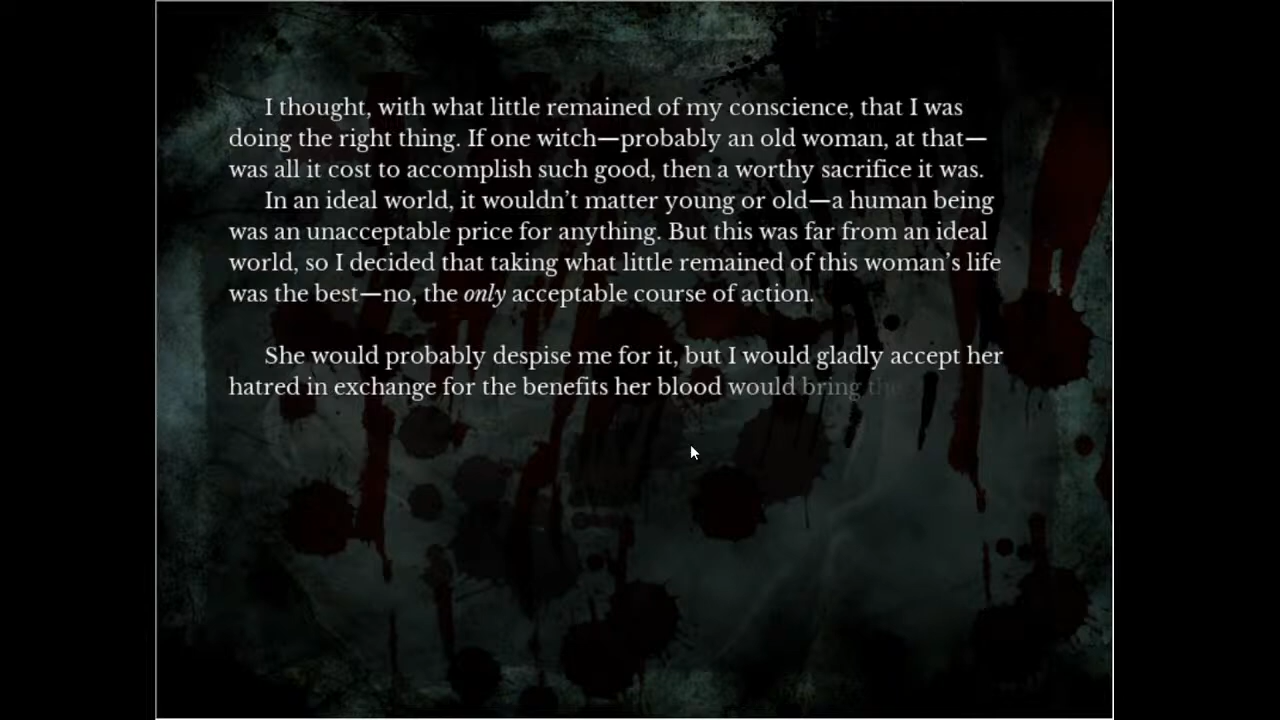 I thought, with what little remained of my conscience, that I was
doing the right thing. If one witch—probably an old woman, at that—
was all it cost to accomplish such good, then a worthy sacrifice it was.
In an ideal world, it wouldn’t matter young or old—a human being
was an unacceptable price for anything. But this was far from an ideal
world, so I decided that taking what little remained of this woman’s life
was the best—no, the only acceptable course of action.
She would probably despise me for it, but I would gladly accept her
hatred in exchange for the benefits her blood would bring